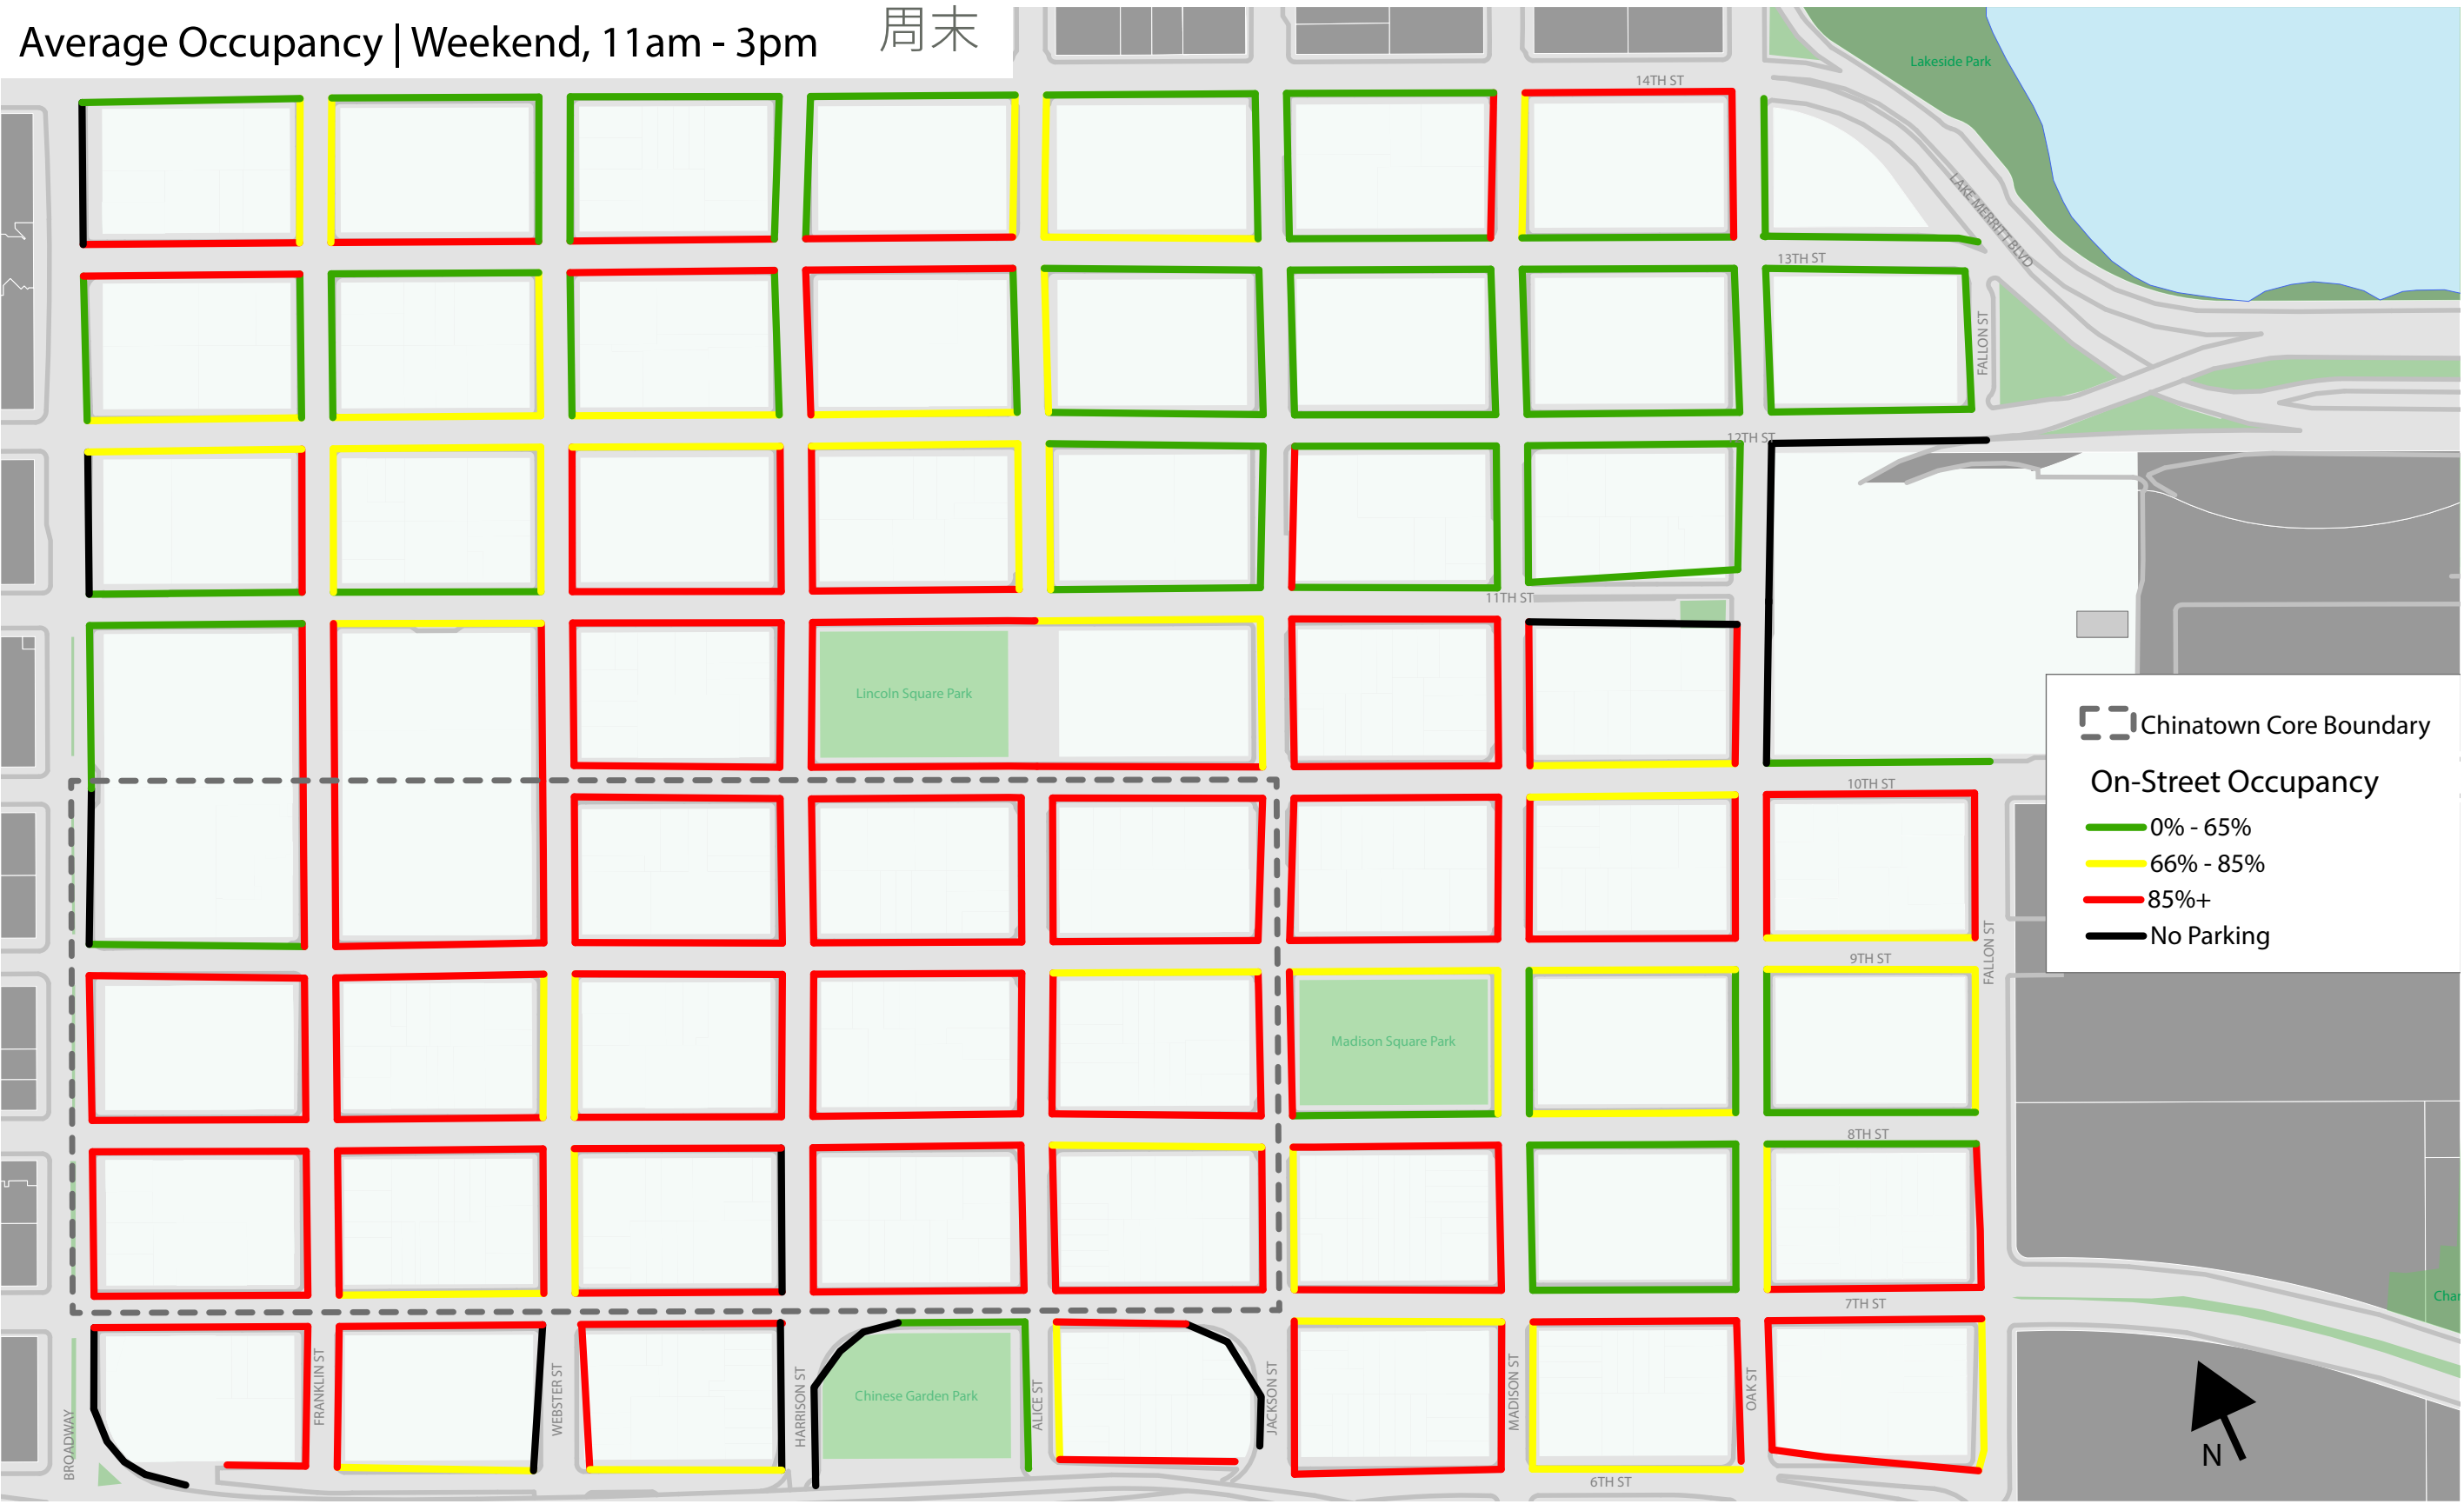 Average Occupancy | Weekend, 11am - 3pm
周末
Lakeside Park
14TH ST
LAKE MERRITT BLVD
13TH ST
FALLON ST
12TH ST
11TH ST
Lincoln Square Park
Chinatown Core Boundary
On-Street Occupancy
0% - 65%
66% - 85%
85%+
No Parking
10TH ST
9TH ST
FALLON ST
Madison Square Park
8TH ST
7TH ST
BROADWAY
FRANKLIN ST
WEBSTER ST
HARRISON ST
Chinese Garden Park
ALICE ST
JACKSON ST
MADISON ST
OAK ST
6TH ST
N